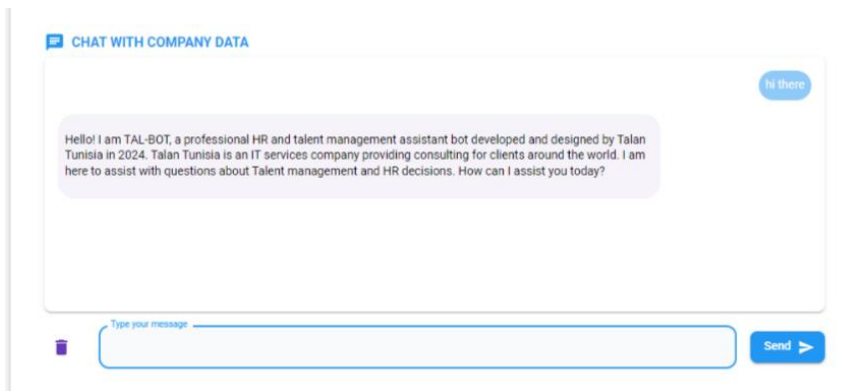 CHAT WITH COMPANY DATA
hi there
Hello! I am TAL-BOT, a professional HR and talent management assistant bot developed and designed by Talan
Tunisia in 2024. Talan Tunisia is an IT services company providing consulting for clients around the world. I am
here to assist with questions about Talent management and HR decisions. How can I assist you today?
Type your message
Send